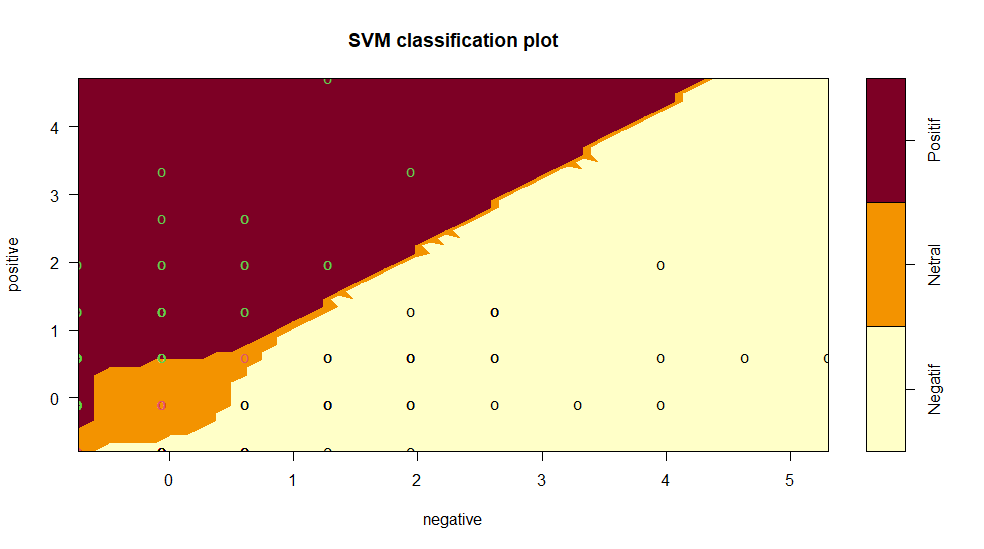 SVM classification plot
positive
4
3
2
1
0
0
1
2
3
4
5
negative
Positif
Netral
Negatif